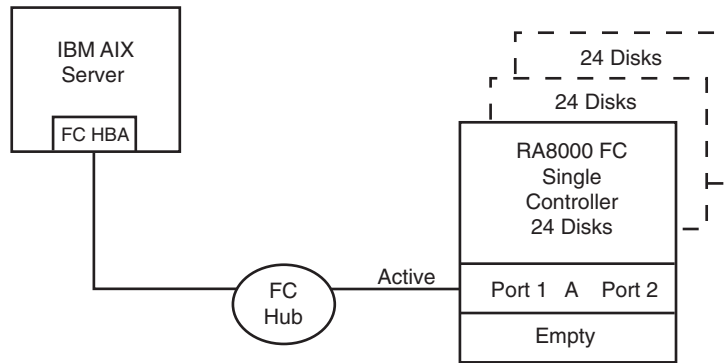 IBM AIX
Server
FC HBA
24 Disks
24 Disks
RA8000 FC
Single
Controller
24 Disks
Active
Port 1 A Port 2
FC
Hub
Empty